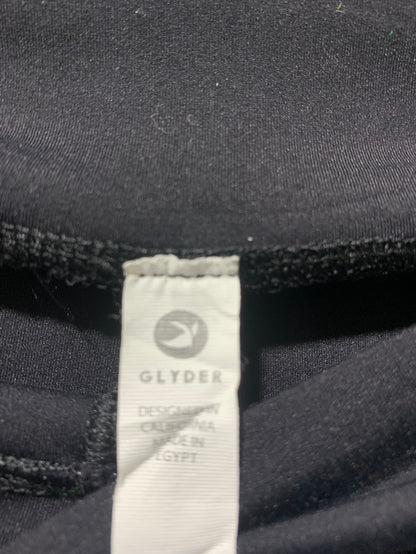 GLYDER
DESIGNED IN
CALIFORNIA
MADE IN
EGYPT